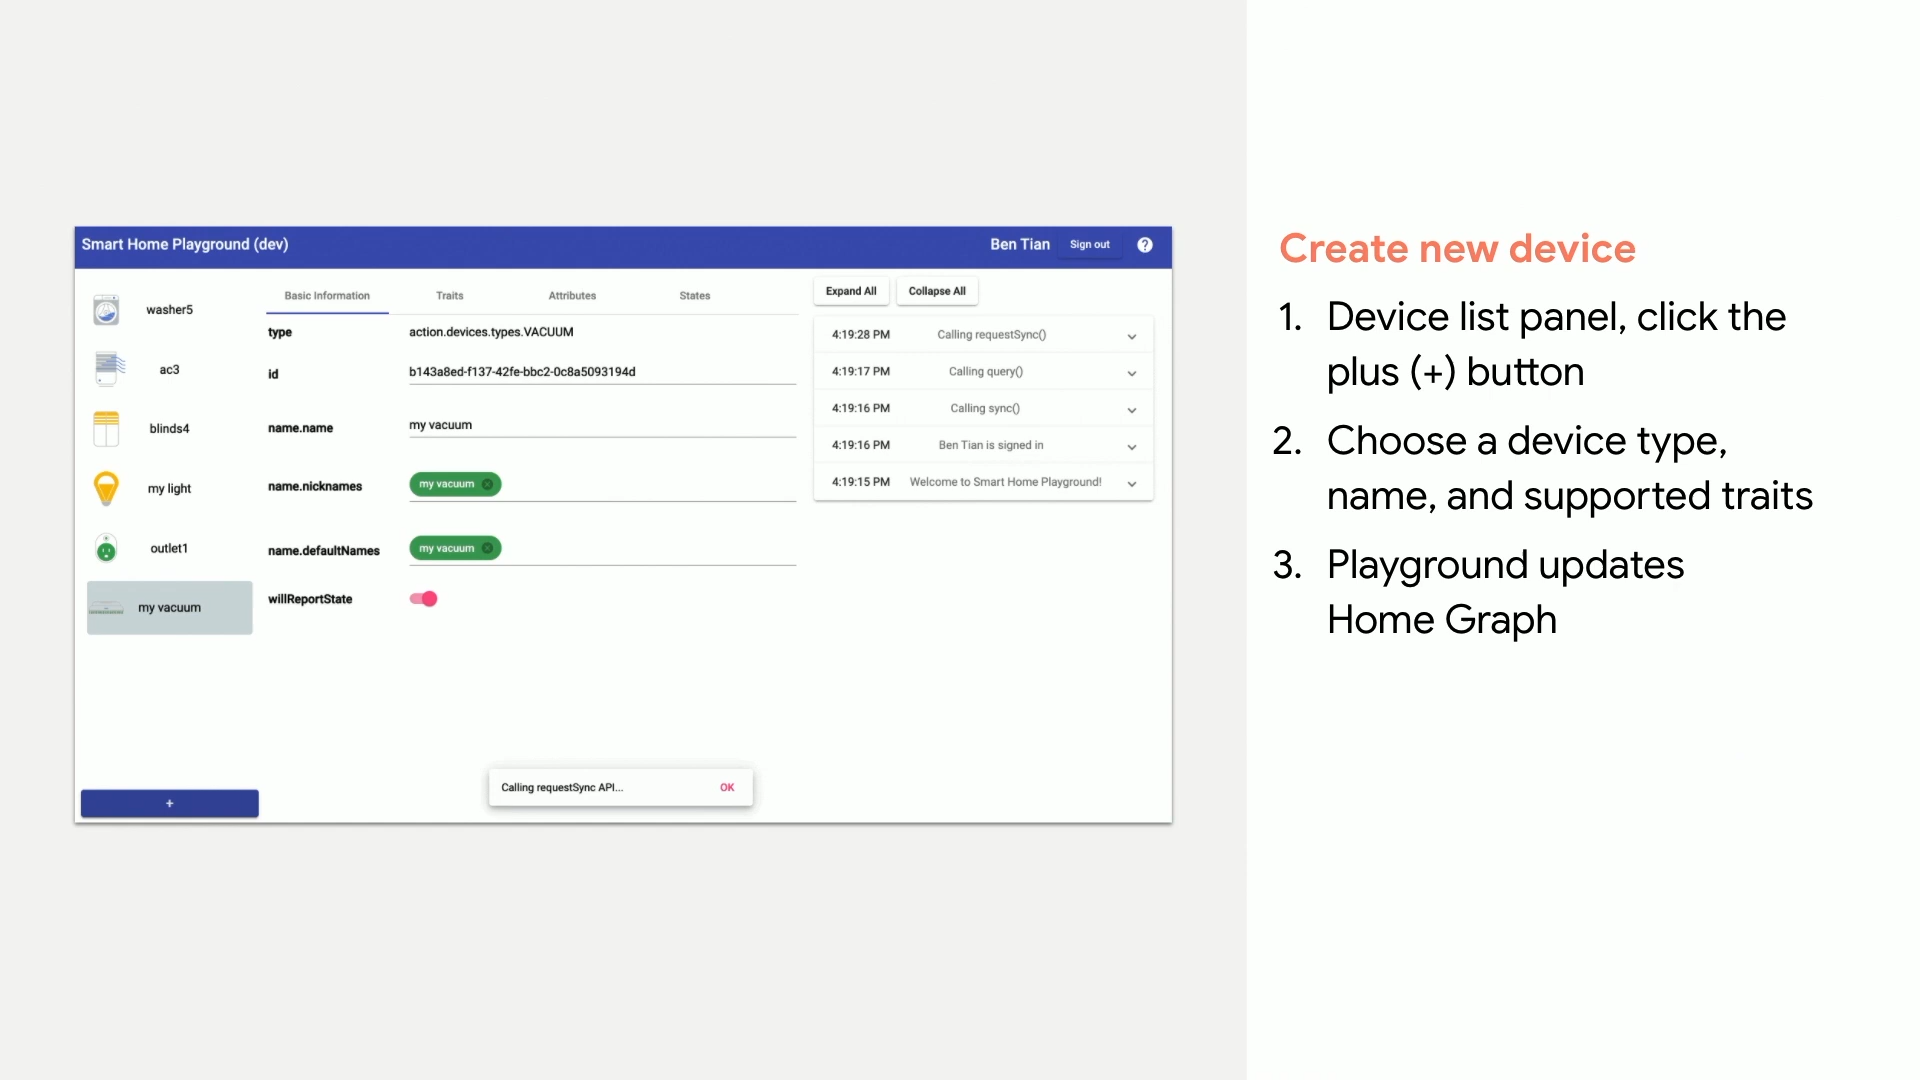 Smart Home Playground (dev)
Ben Tian
Sign out
?
washer5
ac3
blinds4
my light
outlet1
my vacuum
+
Basic Information
Traits
Attributes
States
type
action.devices.types.VACUUM
id
b143a8ed-f137-42fe-bbc2-0c8a5093194d
name.name
my vacuum
name.nicknames
my vacuum
name.defaultNames
my vacuum
willReportState
Calling requestSync API...
OK
Expand All
Collapse All
4:19:28 PM Calling requestSync()
4:19:17 PM Calling query()
4:19:16 PM Calling sync()
4:19:16 PM Ben Tian is signed in
4:19:15 PM Welcome to Smart Home Playground!
Create new device
1. Device list panel, click the
plus (+) button
2. Choose a device type,
name, and supported traits
3. Playground updates
Home Graph